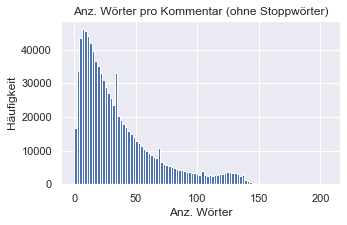 Anz. Wörter pro Kommentar (ohne Stoppwörter)
Häufigkeit
40000
30000
20000
10000
0
0 50 100 150 200
Anz. Wörter